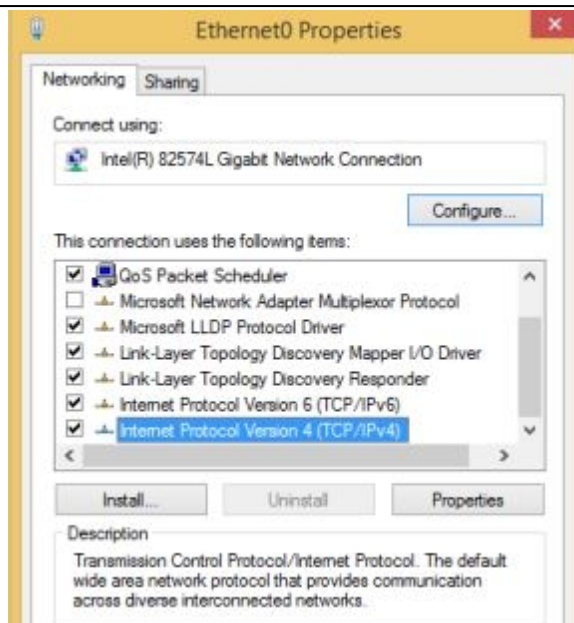 Ethernet0 Properties
Networking
Sharing
Connect using:
Intel(R) 82574L Gigabit Network Connection
Configure...
This connection uses the following items:
QoS Packet Scheduler
Microsoft Network Adapter Multiplexor Protocol
Microsoft LLDP Protocol Driver
Link-Layer Topology Discovery Mapper I/O Driver
Link-Layer Topology Discovery Responder
Internet Protocol Version 6 (TCP/IPv6)
Internet Protocol Version 4 (TCP/IPv4)
Install...
Uninstall
Properties
Description
Transmission Control Protocol/Internet Protocol. The default
wide area network protocol that provides communication
across diverse interconnected networks.